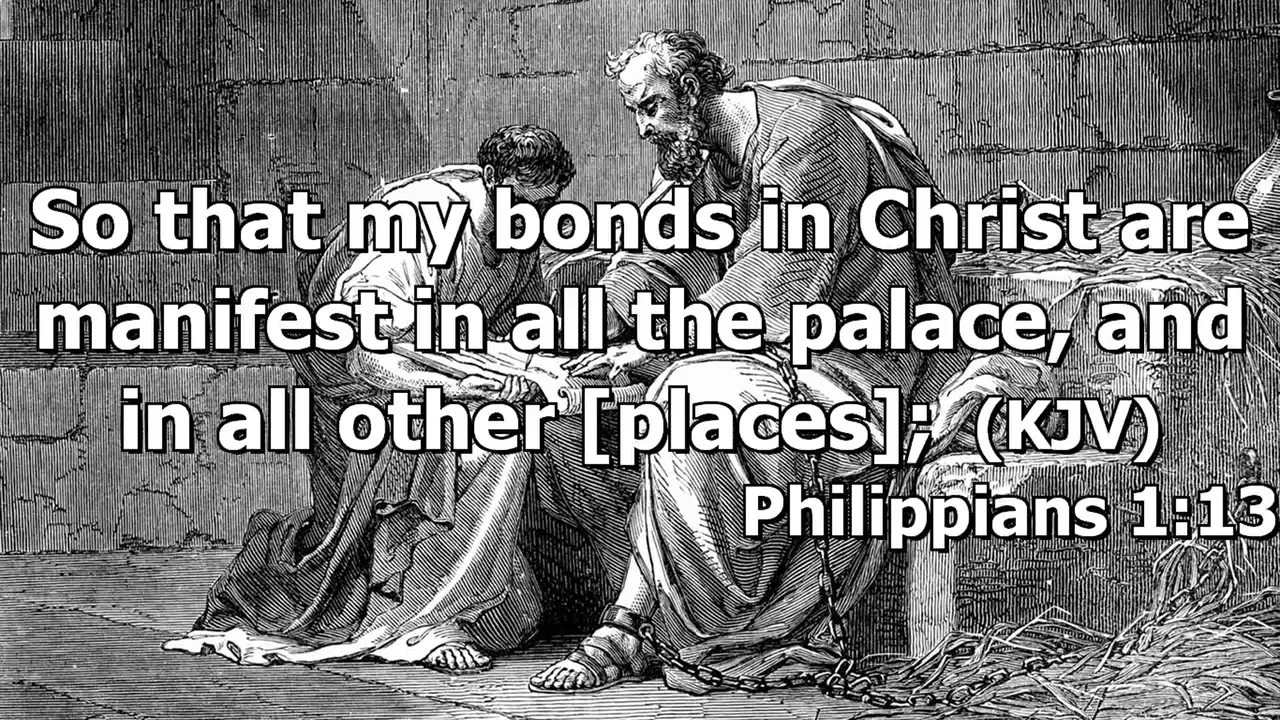 So that my bonds in Christ are
manifest in all the palace, and
in all other [places]; (KJV)
Philippians 1:13